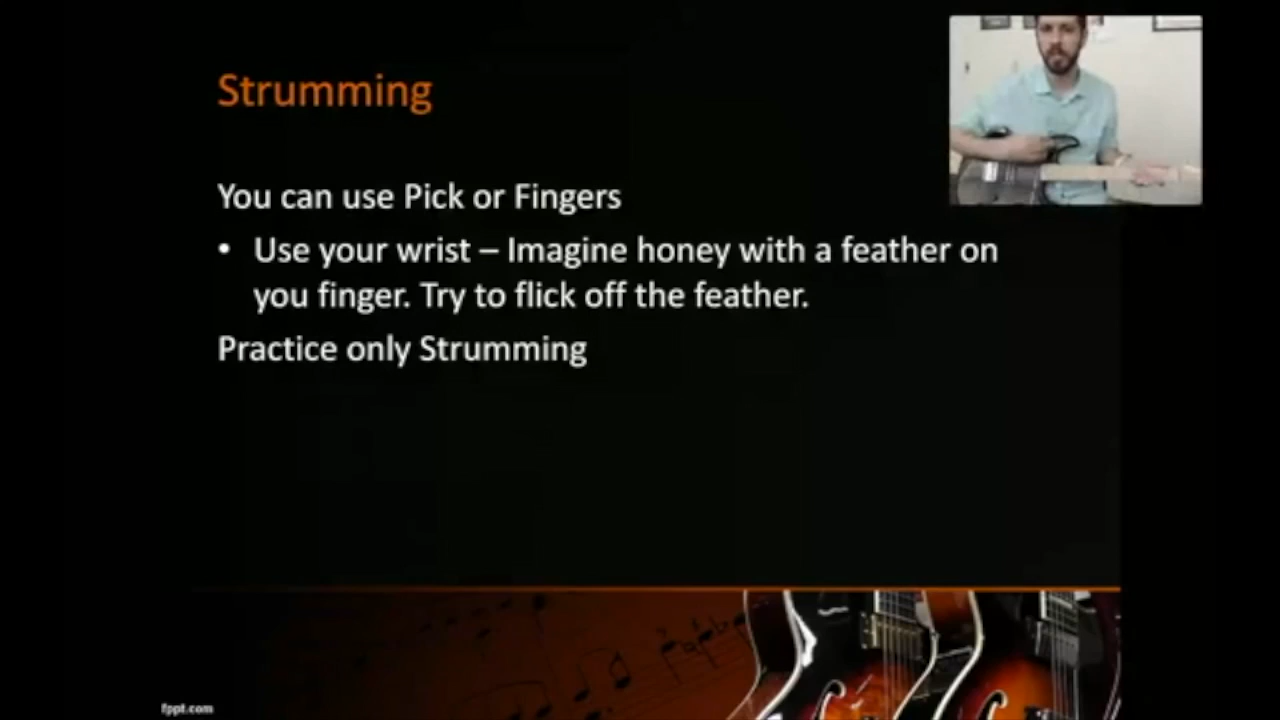 Strumming
You can use Pick or Fingers
• Use your wrist – Imagine honey with a feather on
you finger. Try to flick off the feather.
Practice only Strumming
fppt.com